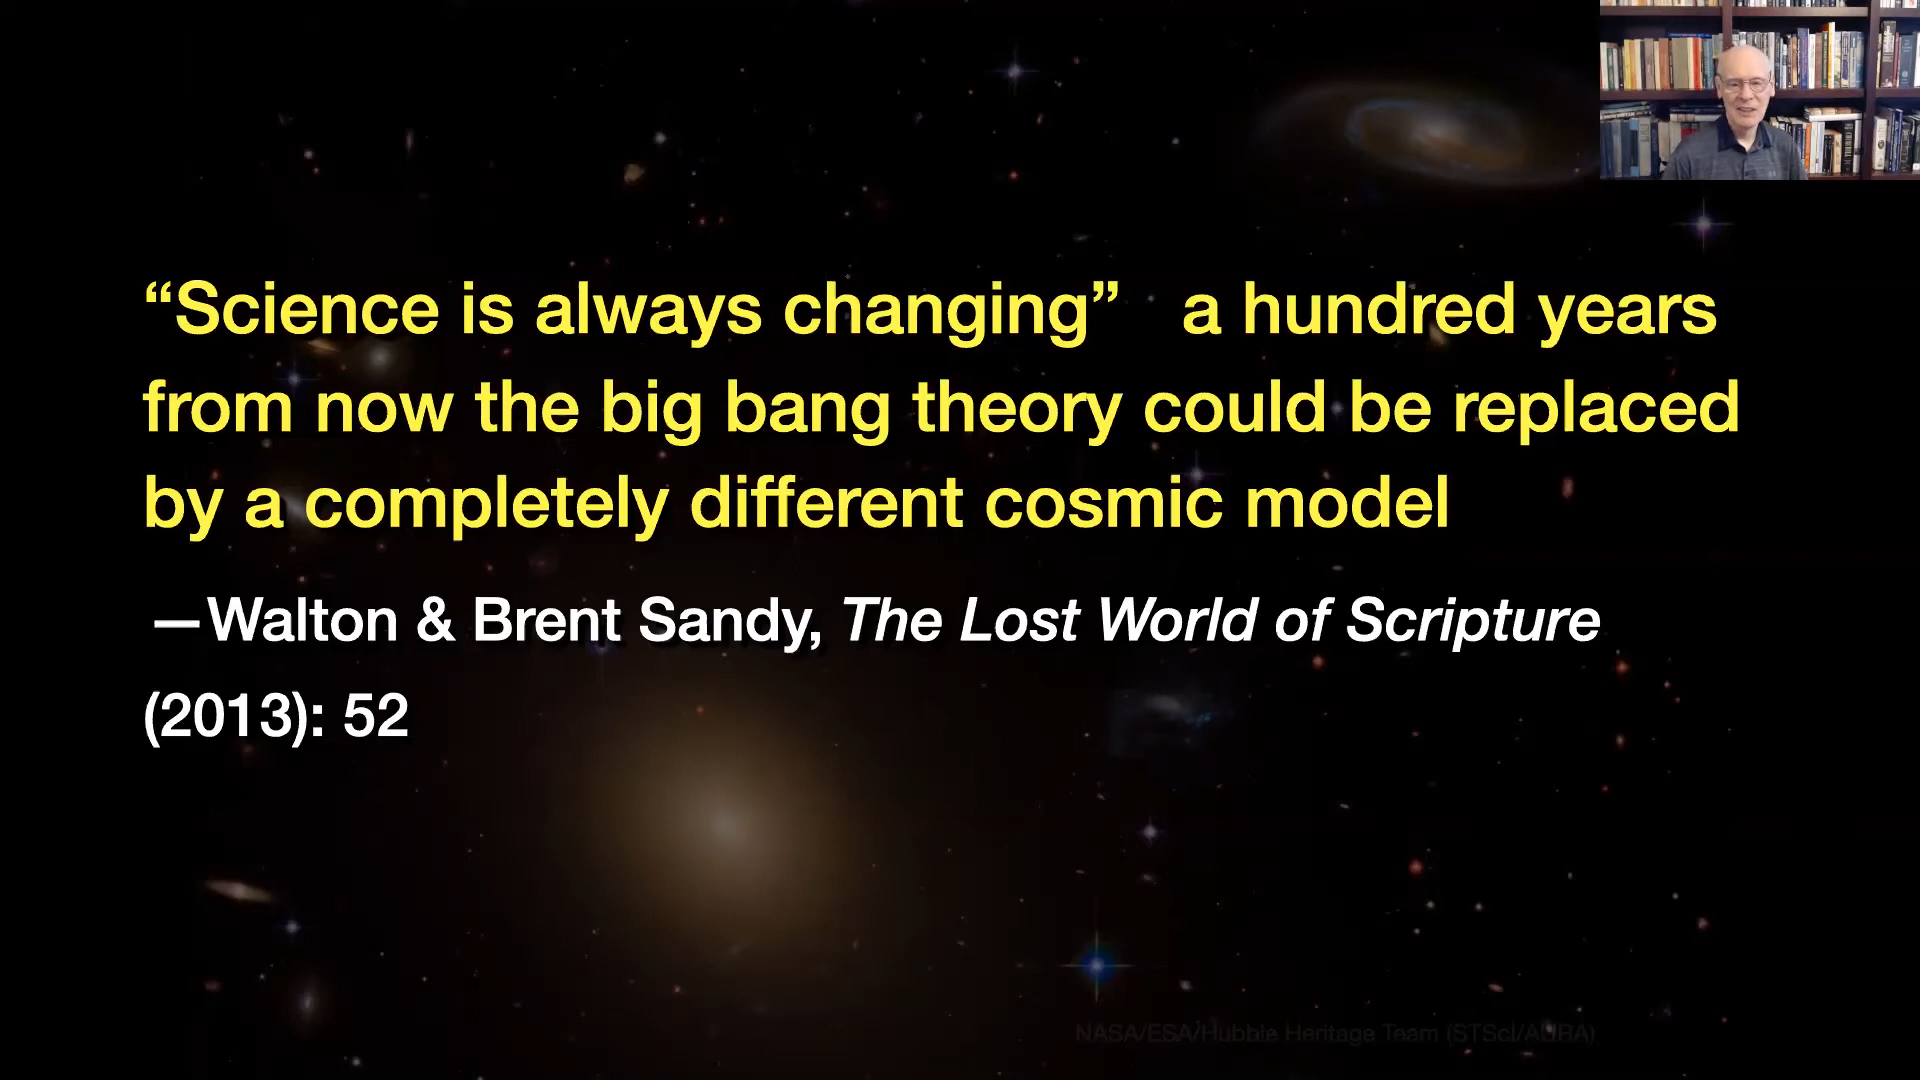 “Science is always changing” a hundred years
from now the big bang theory could be replaced
by a completely different cosmic model
—Walton & Brent Sandy, The Lost World of Scripture
(2013): 52
NASA/ESA/Hubble Heritage Team (STScI/AURA)